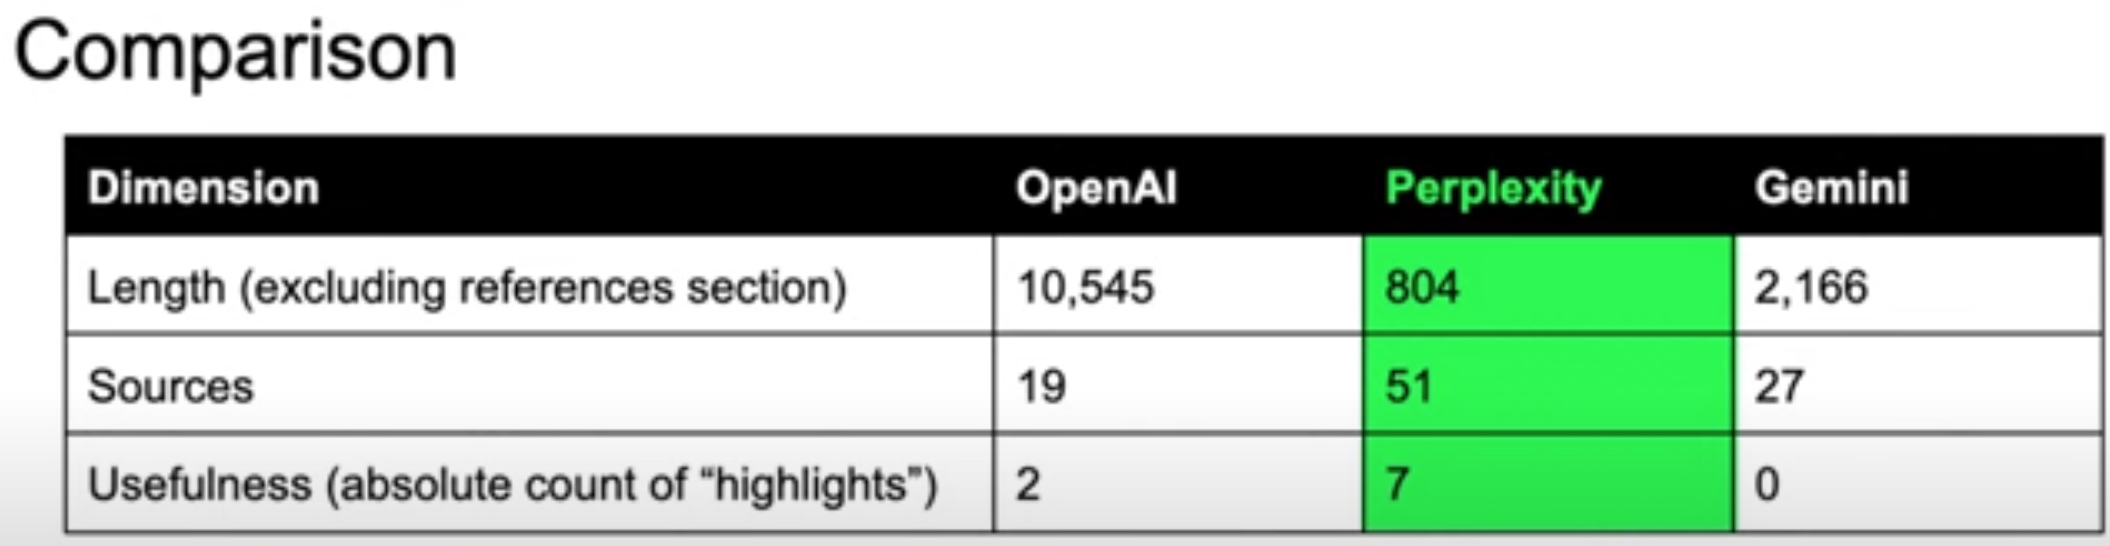 Comparison
Dimension OpenAI Perplexity Gemini
Length (excluding references section) 10,545 804 2,166
Sources 19 51 27
Usefulness (absolute count of “highlights”) 2 7 0